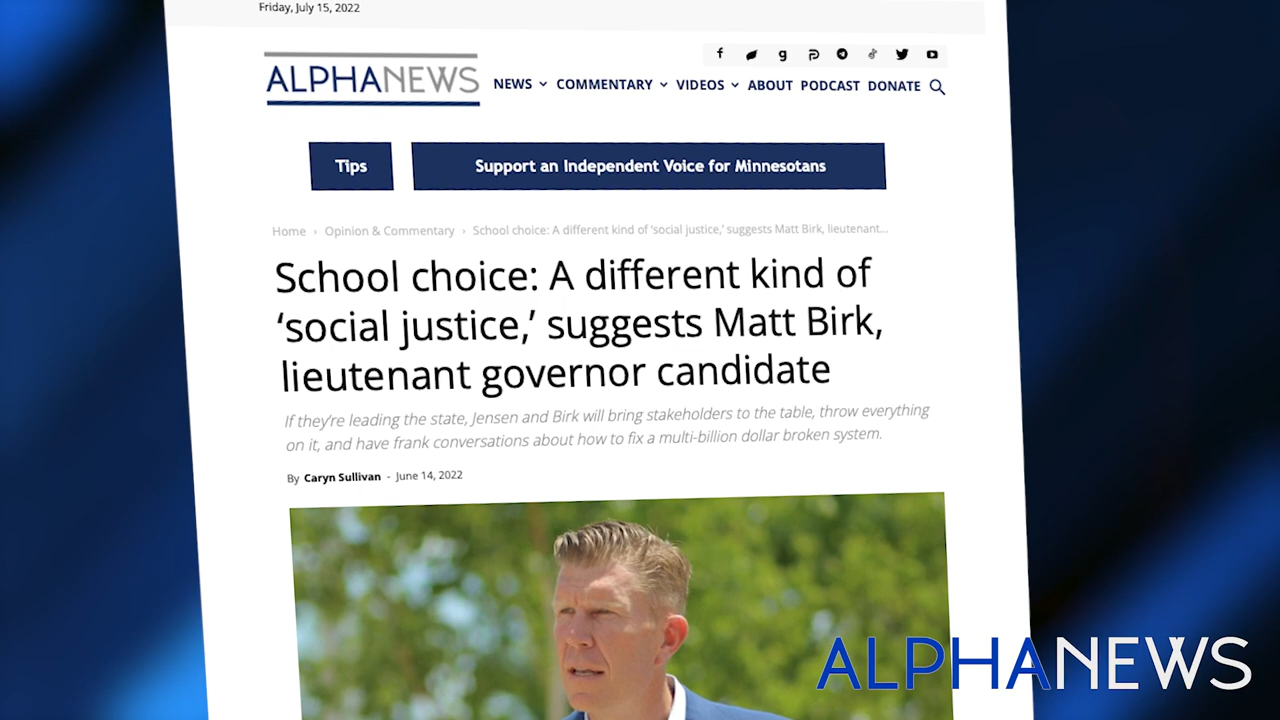 Friday, July 15, 2022
ALPHANEWS
NEWS COMMENTARY VIDEOS ABOUT PODCAST DONATE
Tips
Support an Independent Voice for Minnesotans
Home › Opinion & Commentary › School choice: A different kind of 'social justice,' suggests Matt Birk, lieutenant...
School choice: A different kind of
‘social justice,’ suggests Matt Birk,
lieutenant governor candidate
If they're leading the state, Jensen and Birk will bring stakeholders to the table, throw everything
on it, and have frank conversations about how to fix a multi-billion dollar broken system.
By Caryn Sullivan - June 14, 2022
ALPHANEWS